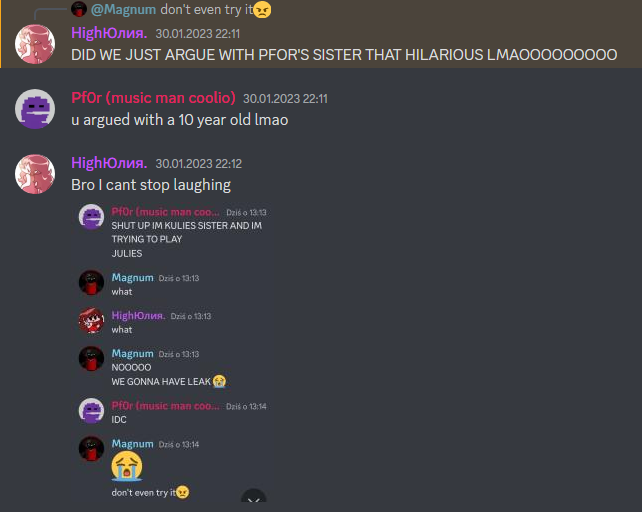 @Magnum don't even try it😠
HighЮлия. 30.01.2023 22:11
DID WE JUST ARGUE WITH PFOR'S SISTER THAT HILARIOUS LMAOOOOOOOOO
Pf0r (music man coolio) 30.01.2023 22:11
u argued with a 10 year old lmao
HighЮлия. 30.01.2023 22:12
Bro I cant stop laughing
Pf0r (music man coo... Dziś o 13:13
SHUT UP IM KULIES SISTER AND IM
TRYING TO PLAY
JULIES
Magnum Dziś o 13:13
what
HighЮлия. Dziś o 13:13
what
Magnum Dziś o 13:13
NOOOOO
WE GONNA HAVE LEAK 😭
Pf0r (music man coo... Dziś o 13:14
IDC
Magnum Dziś o 13:14
😭
don't even try it😠